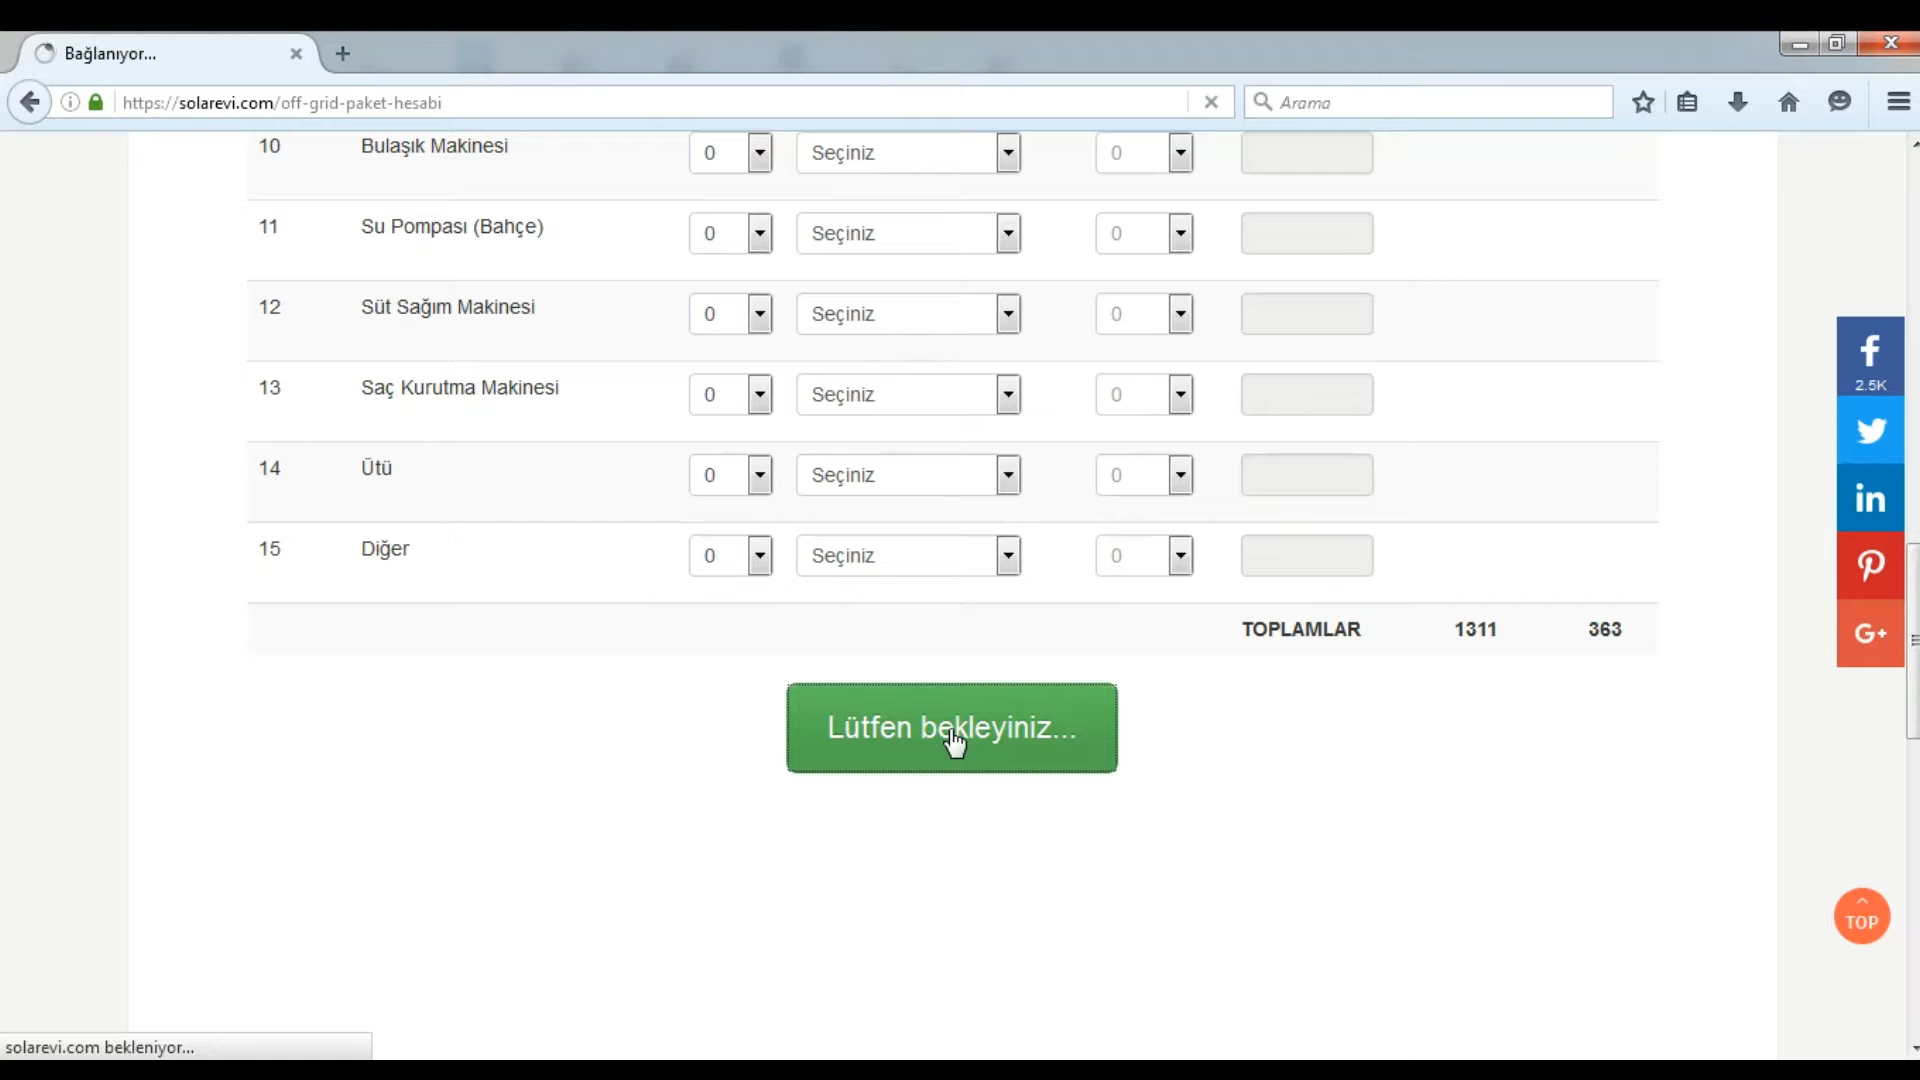 Bağlanıyor...
https://solarevi.com/off-grid-paket-hesabi
Arama
10 Bulaşık Makinesi 0 Seçiniz 0
11 Su Pompası (Bahçe) 0 Seçiniz 0
12 Süt Sağım Makinesi 0 Seçiniz 0
13 Saç Kurutma Makinesi 0 Seçiniz 0
14 Ütü 0 Seçiniz 0
15 Diğer 0 Seçiniz 0
TOPLAMLAR 1311 363
Lütfen bekleyiniz...
2.5K
in
G+
TOP
solarevi.com bekleniyor...